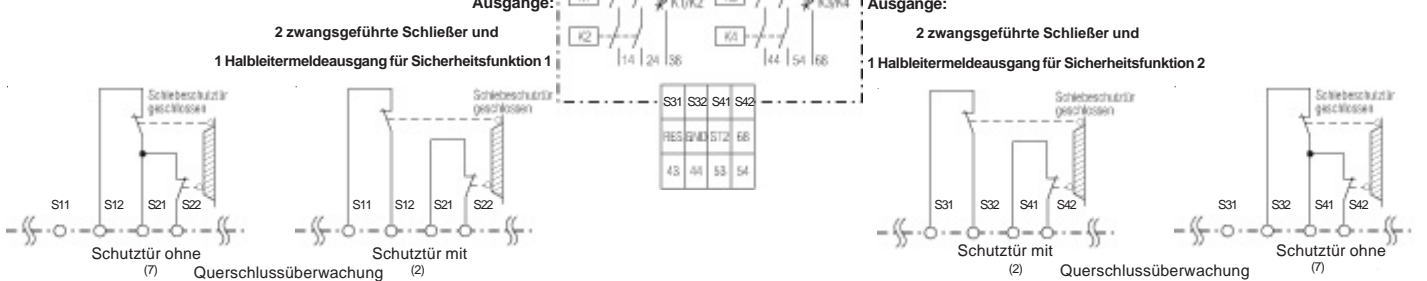 Ausgänge:
K1/K2
K3/K4
Ausgänge:
2 zwangsgeführte Schließer und
K2
K4
2 zwangsgeführte Schließer und
1 Halbleitermeldeausgang für Sicherheitsfunktion 1
14 24 38
44 54 68
1 Halbleitermeldeausgang für Sicherheitsfunktion 2
Schiebeschutztür
geschlossen
Schiebeschutztür
geschlossen
S31 S32 S41 S42
RES GND ST2 68
43 44 53 54
Schiebeschutztür
geschlossen
Schiebeschutztür
geschlossen
S11 S12 S21 S22
S11 S12 S21 S22
S31 S32 S41 S42
S31 S32 S41 S42
Schutztür ohne
(7)
Schutztür mit
(2)
Querschlussüberwachung
Schutztür mit
(2)
Schutztür ohne
(7)
Querschlussüberwachung